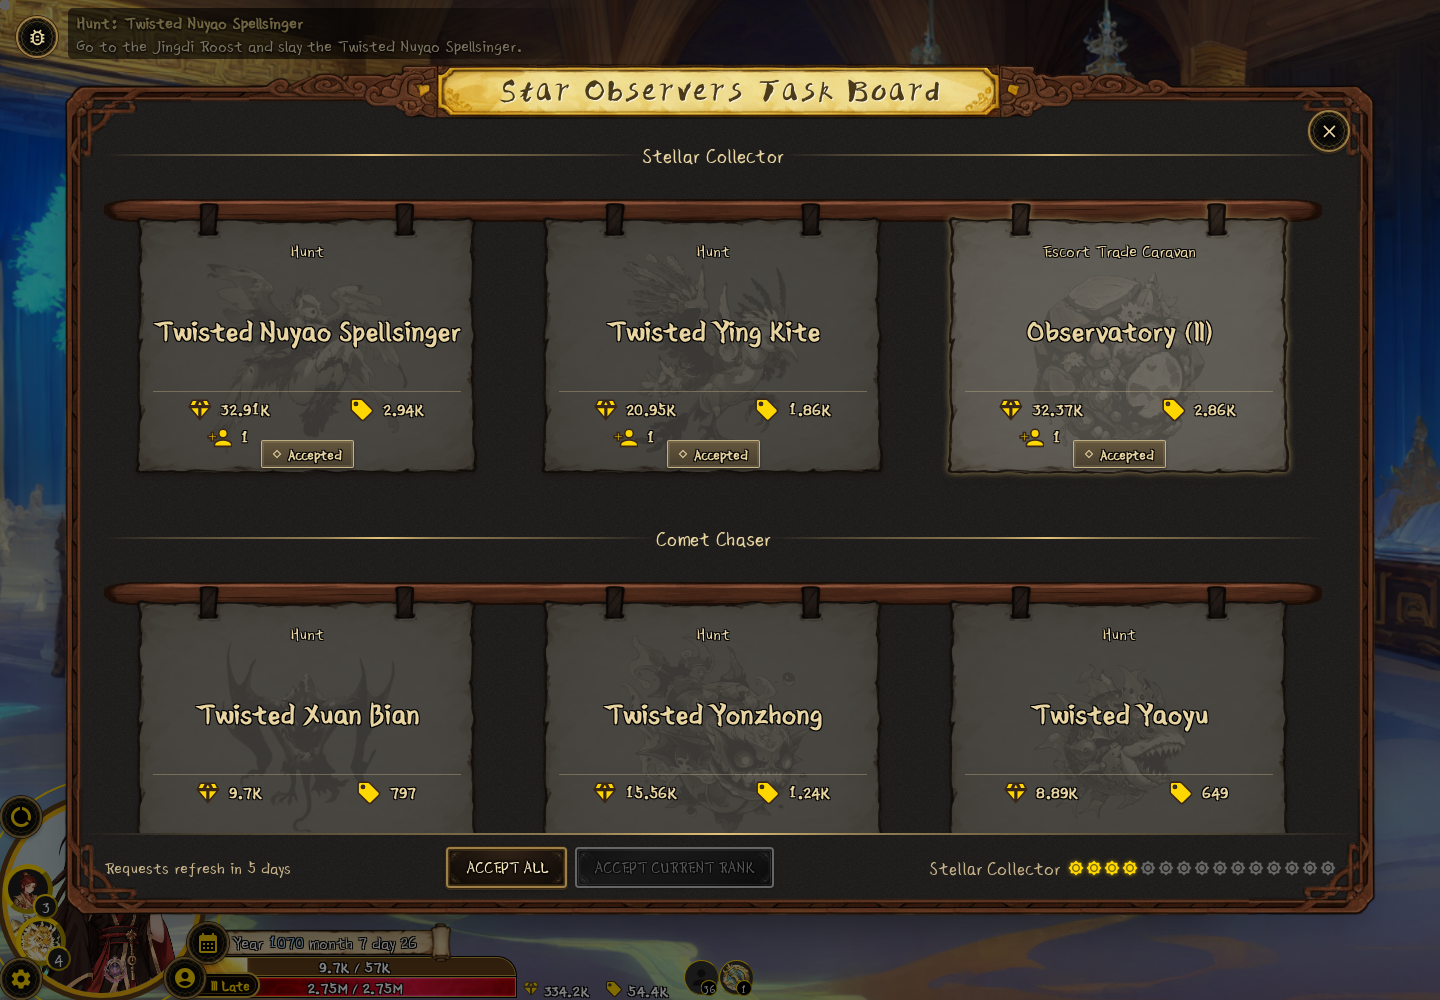 Hunt: Twisted Nuyao Spellsinger
Go to the Jingdi Roost and slay the Twisted Nuyao Spellsinger.
Star Observers Task Board
Stellar Collector
Hunt
Twisted Nuyao Spellsinger
32.91K
2.94K
1
Accepted
Hunt
Twisted Ying Kite
20.95K
1.86K
1
Accepted
Escort Trade Caravan
Observatory (II)
32.37K
2.86K
1
Accepted
Comet Chaser
Hunt
Twisted Xuan Bian
9.7K
797
Hunt
Twisted Yonzhong
15.56K
1.24K
Hunt
Twisted Yaoyu
8.89K
649
Requests refresh in 5 days
ACCEPT ALL
ACCEPT CURRENT RANK
Stellar Collector
3
4
Year 1070 month 7 day 26
9.7K / 57K
III Late
2.75M / 2.75M
334.2K
54.4K
36
1